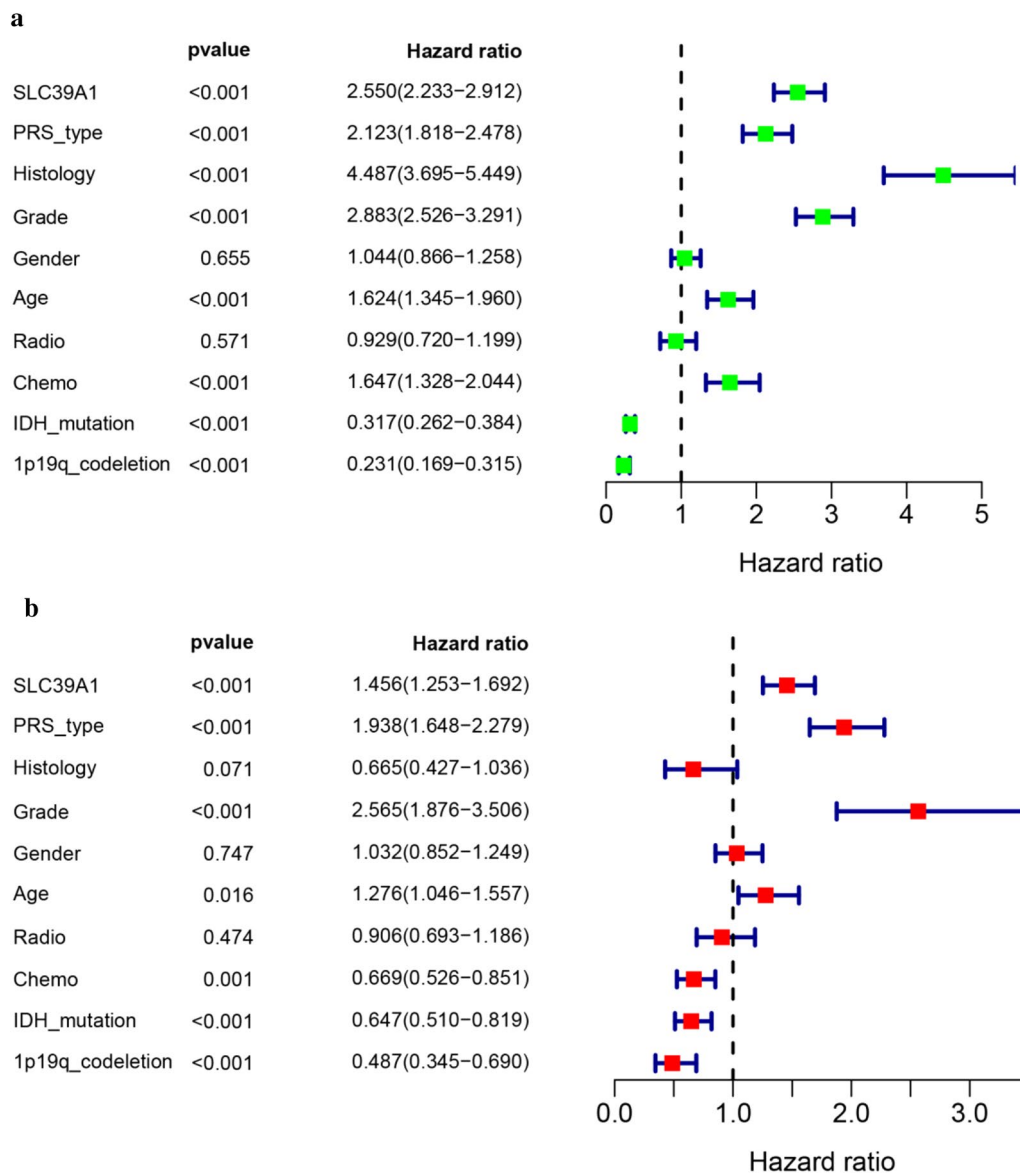 a
pvalue Hazard ratio
SLC39A1 <0.001 2.550(2.233−2.912)
PRS_type <0.001 2.123(1.818−2.478)
Histology <0.001 4.487(3.695−5.449)
Grade <0.001 2.883(2.526−3.291)
Gender 0.655 1.044(0.866−1.258)
Age <0.001 1.624(1.345−1.960)
Radio 0.571 0.929(0.720−1.199)
Chemo <0.001 1.647(1.328−2.044)
IDH_mutation <0.001 0.317(0.262−0.384)
1p19q_codeletion <0.001 0.231(0.169−0.315)
0 1 2 3 4 5
Hazard ratio
b
pvalue Hazard ratio
SLC39A1 <0.001 1.456(1.253−1.692)
PRS_type <0.001 1.938(1.648−2.279)
Histology 0.071 0.665(0.427−1.036)
Grade <0.001 2.565(1.876−3.506)
Gender 0.747 1.032(0.852−1.249)
Age 0.016 1.276(1.046−1.557)
Radio 0.474 0.906(0.693−1.186)
Chemo 0.001 0.669(0.526−0.851)
IDH_mutation <0.001 0.647(0.510−0.819)
1p19q_codeletion <0.001 0.487(0.345−0.690)
0.0 1.0 2.0 3.0
Hazard ratio